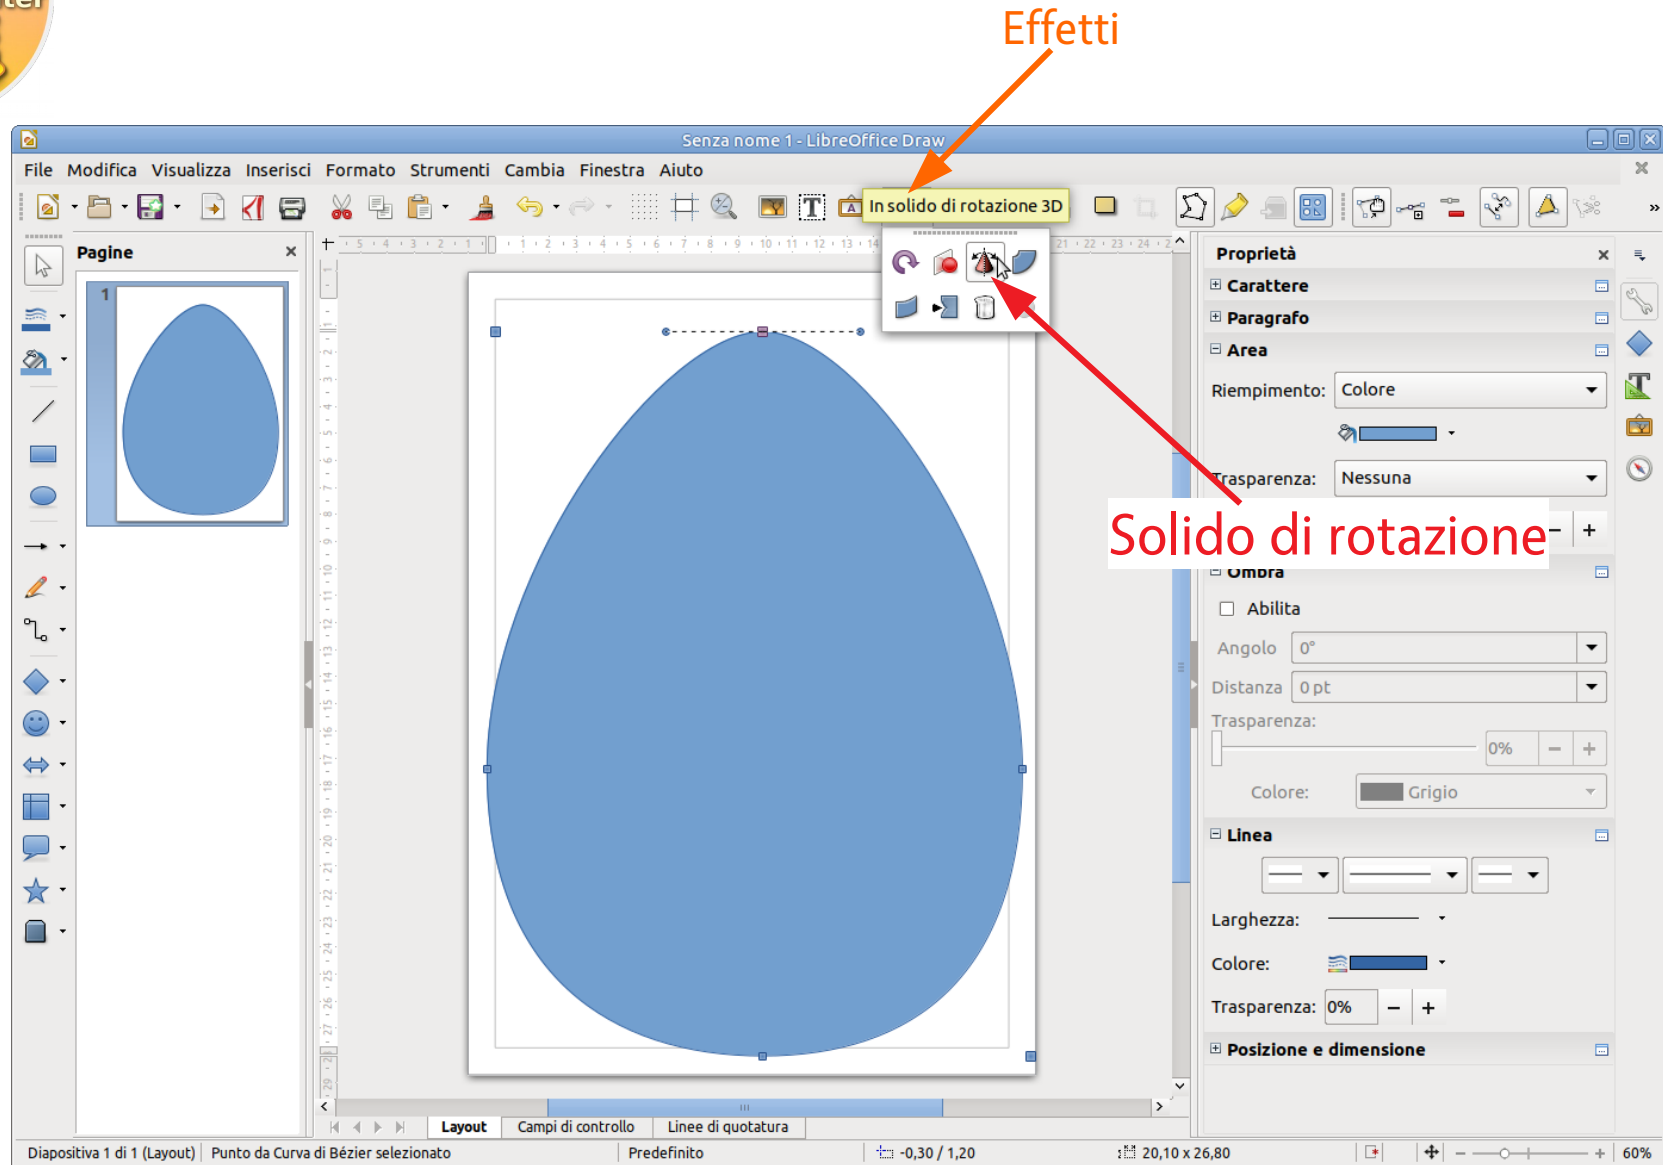 Effetti
Senza nome 1 - LibreOffice Draw
File Modifica Visualizza Inserisci Formato Strumenti Cambia Finestra Aiuto
In solido di rotazione 3D
Pagine
1
Proprietà
Carattere
Paragrafo
Area
Riempimento: Colore
Trasparenza: Nessuna
Solido di rotazione
Ombra
Abilita
Angolo 0°
Distanza 0 pt
Trasparenza:
0%
Colore: Grigio
Linea
Larghezza:
Colore:
Trasparenza: 0%
Posizione e dimensione
Layout Campi di controllo Linee di quotatura
Diapositiva 1 di 1 (Layout) Punto da Curva di Bézier selezionato Predefinito -0,30 / 1,20 20,10 x 26,80 60%